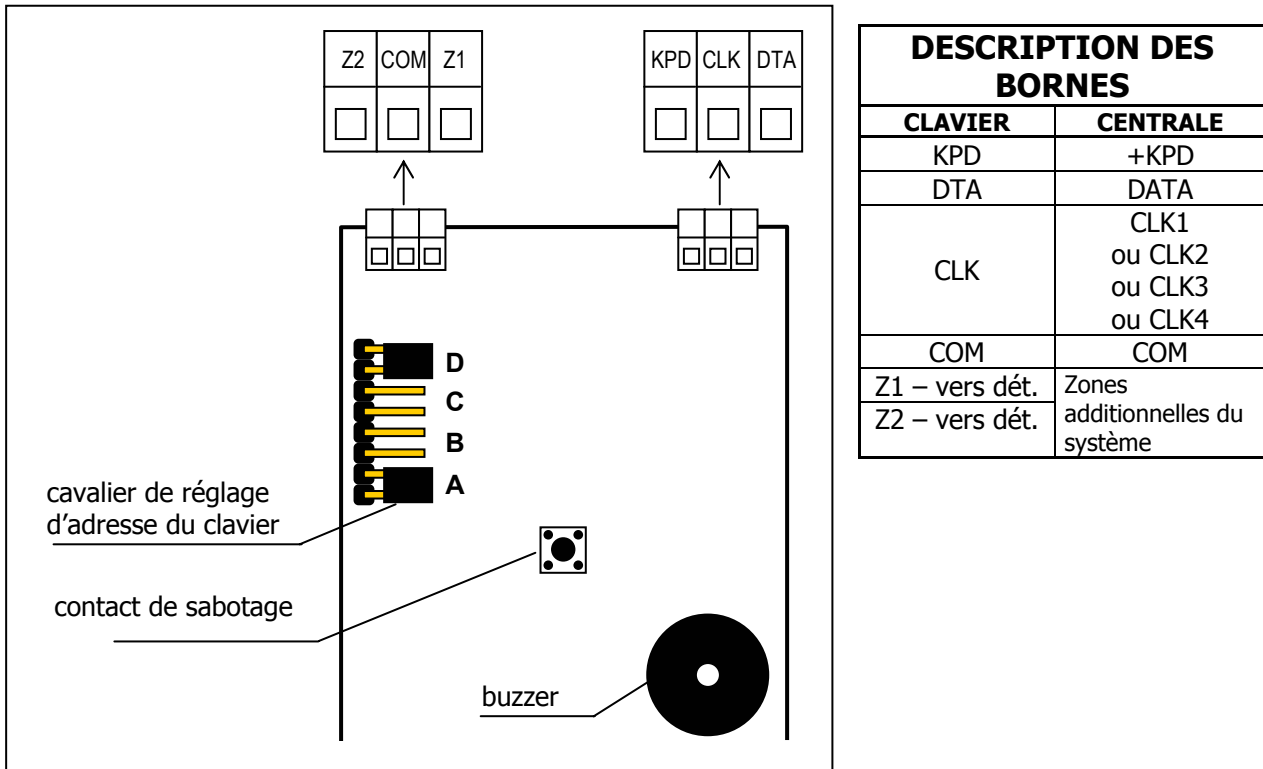 Z2 COM Z1
KPD CLK DTA
D
C
B
A
cavalier de réglage
d'adresse du clavier
contact de sabotage
buzzer
DESCRIPTION DES
BORNES
CLAVIER CENTRALE
KPD +KPD
DTA DATA
CLK CLK1
ou CLK2
ou CLK3
ou CLK4
COM COM
Z1 – vers dét. Zones
Z2 – vers dét. additionnelles du
système